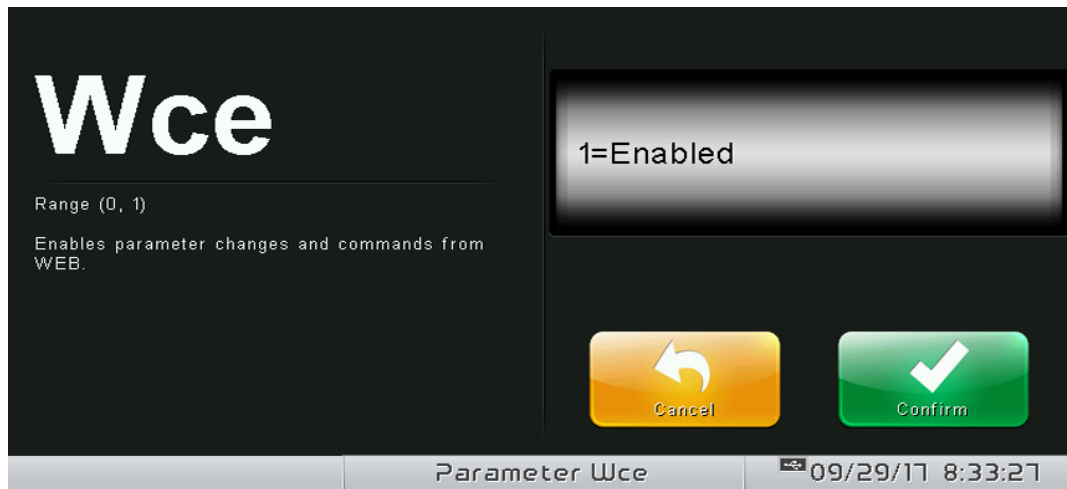 Wce
Range (0, 1)
Enables parameter changes and commands from
WEB.
1=Enabled
Cancel
Confirm
Parameter Wce
09/29/17 8:33:27